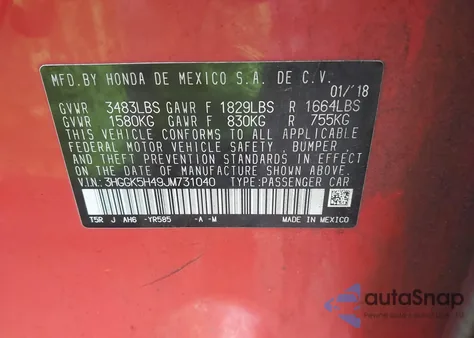 MFD.BY HONDA DE MEXICO S.A. DE C.V.
01/'18
GVWR 3483LBS GAWR F 1829LBS R 1664LBS
GVWR 1580KG GAWR F 830KG R 755KG
THIS VEHICLE CONFORMS TO ALL APPLICABLE
FEDERAL MOTOR VEHICLE SAFETY, BUMPER,
AND THEFT PREVENTION STANDARDS IN EFFECT
ON THE DATE OF MANUFACTURE SHOWN ABOVE.
V.I.N.: 3HGGK5H49JM731040 TYPE: PASSENGER CAR
T5R J AH6 -YR585 -A -M MADE IN MEXICO
autoSnap